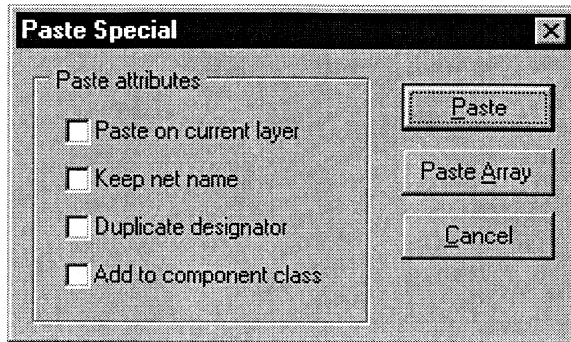 Paste Special
Paste attributes
Paste on current layer
Keep net name
Duplicate designator
Add to component class
Paste
Paste Array
Cancel